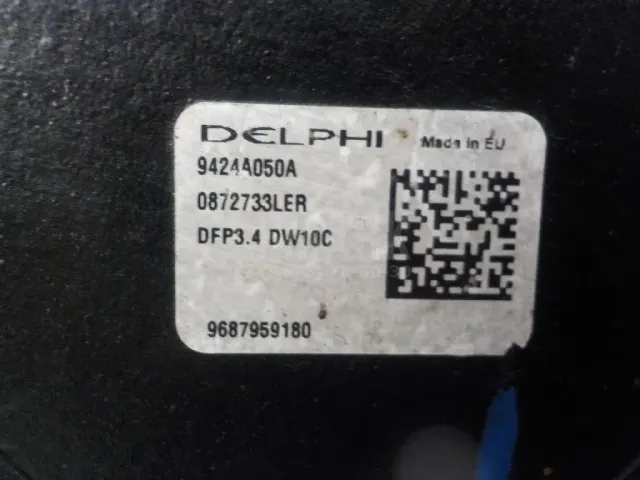 DELPHI Made in EU
9424A050A
0872733LER
DFP3.4 DW10C
9687959180